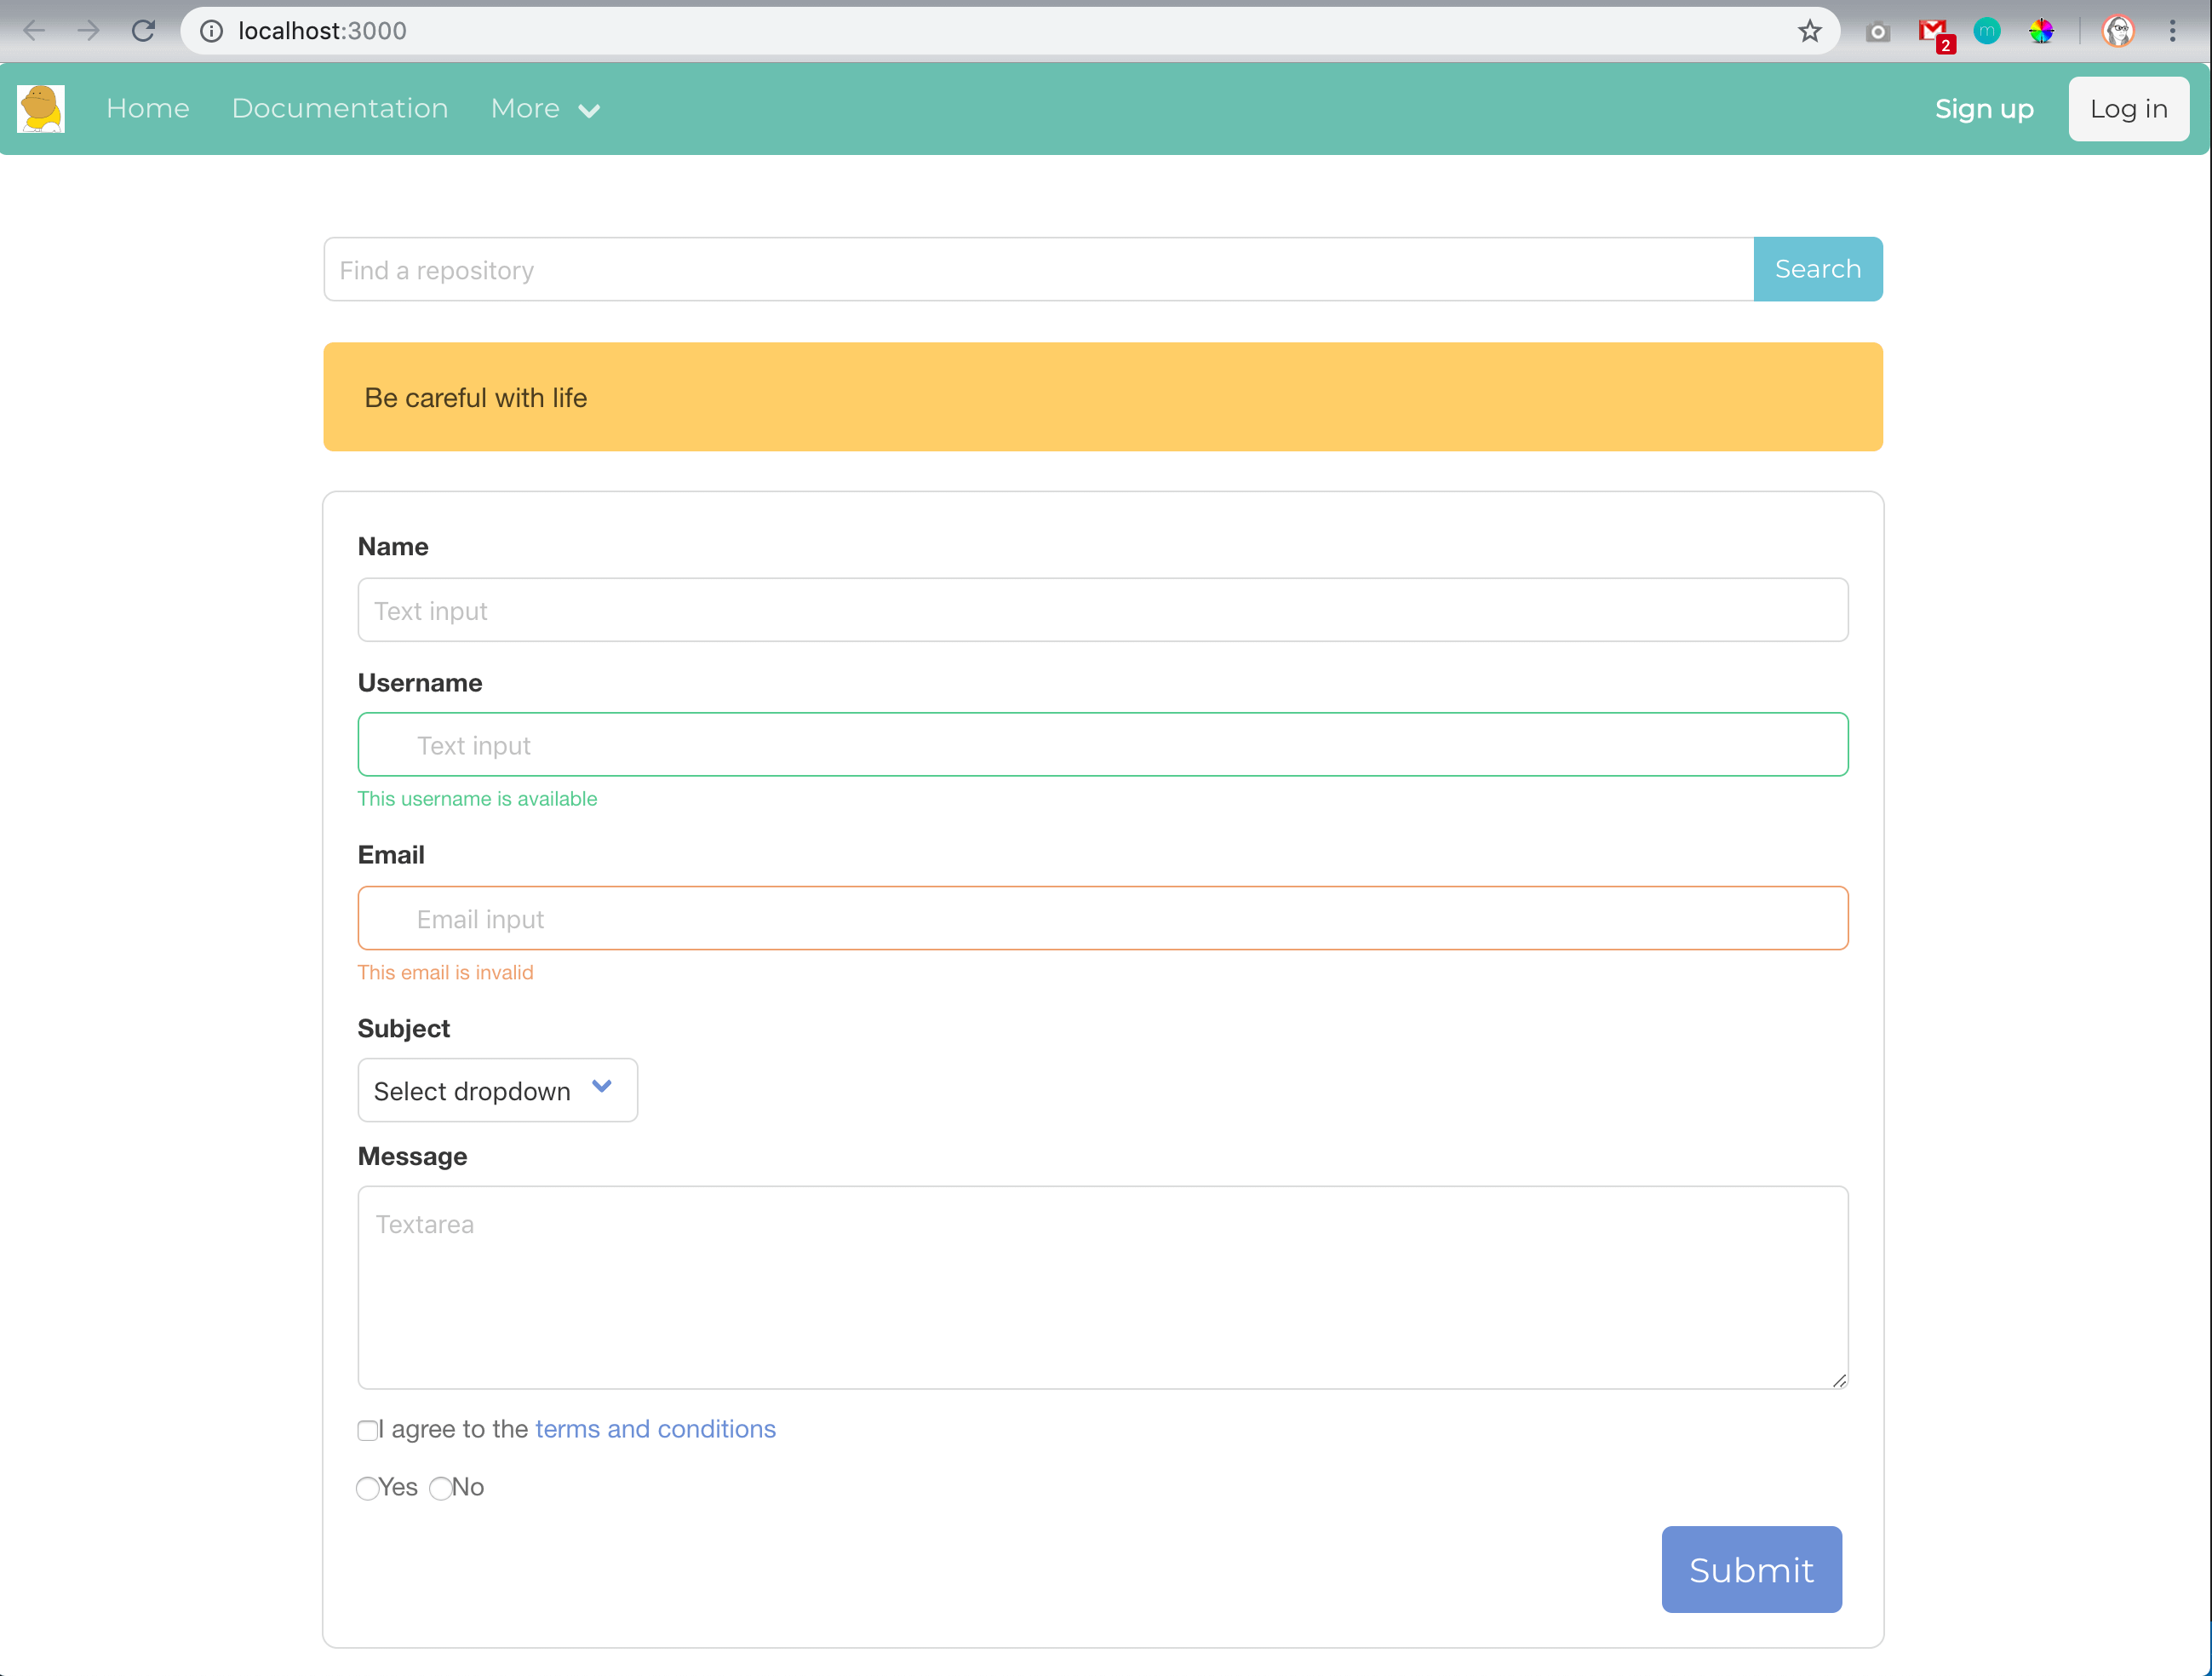 localhost:3000
2
m
Home Documentation More Sign up Log in
Find a repository Search
Be careful with life
Name
Text input
Username
Text input
This username is available
Email
Email input
This email is invalid
Subject
Select dropdown
Message
Textarea
I agree to the terms and conditions
Yes No
Submit